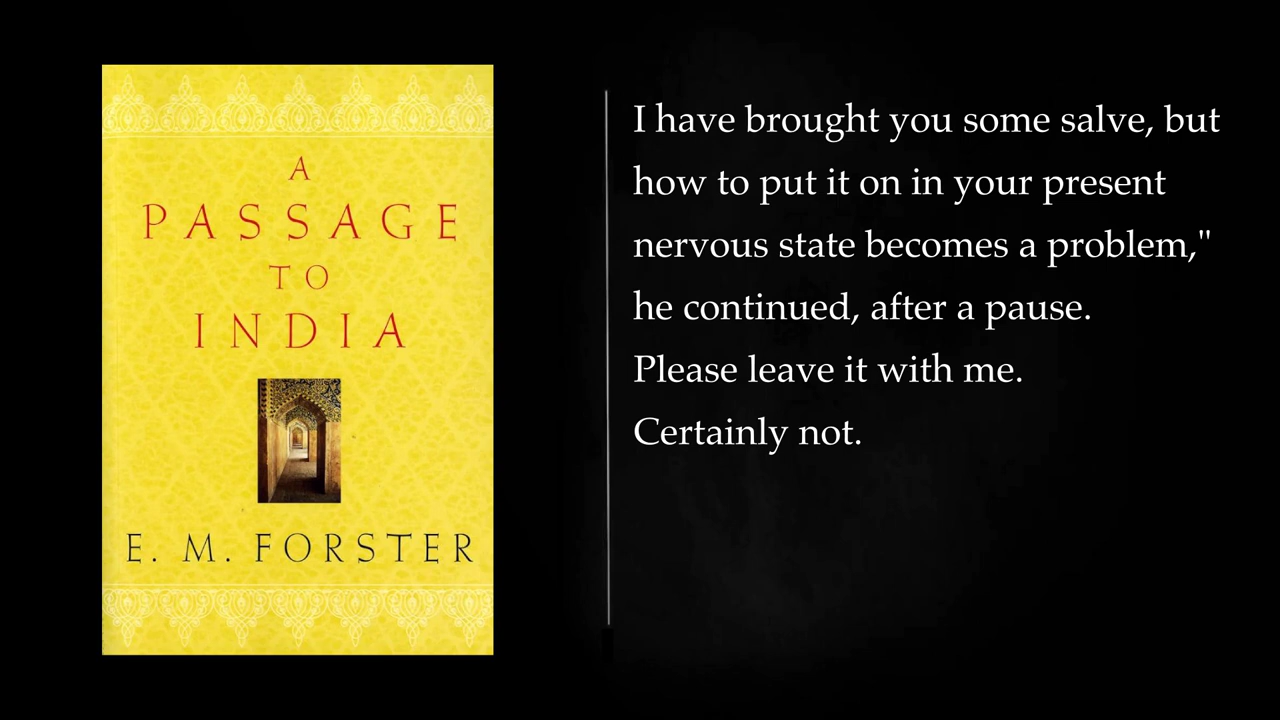 A
PASSAGE
TO
INDIA
E. M. FORSTER
I have brought you some salve, but
how to put it on in your present
nervous state becomes a problem,"
he continued, after a pause.
Please leave it with me.
Certainly not.